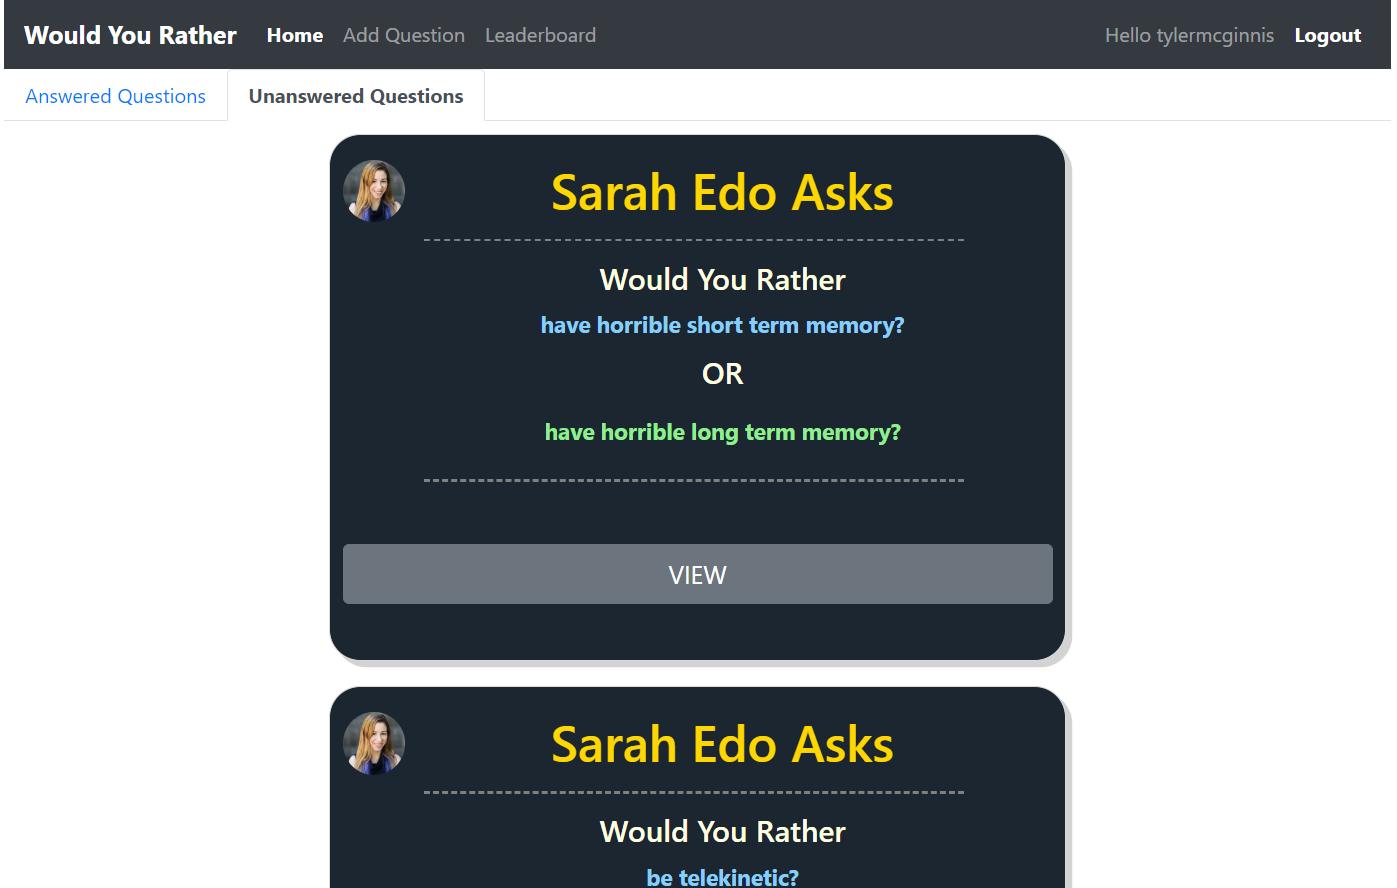 Would You Rather Home Add Question Leaderboard Hello tylermcginnis Logout
Answered Questions Unanswered Questions
Sarah Edo Asks
Would You Rather
have horrible short term memory?
OR
have horrible long term memory?
VIEW
Sarah Edo Asks
Would You Rather
be telekinetic?